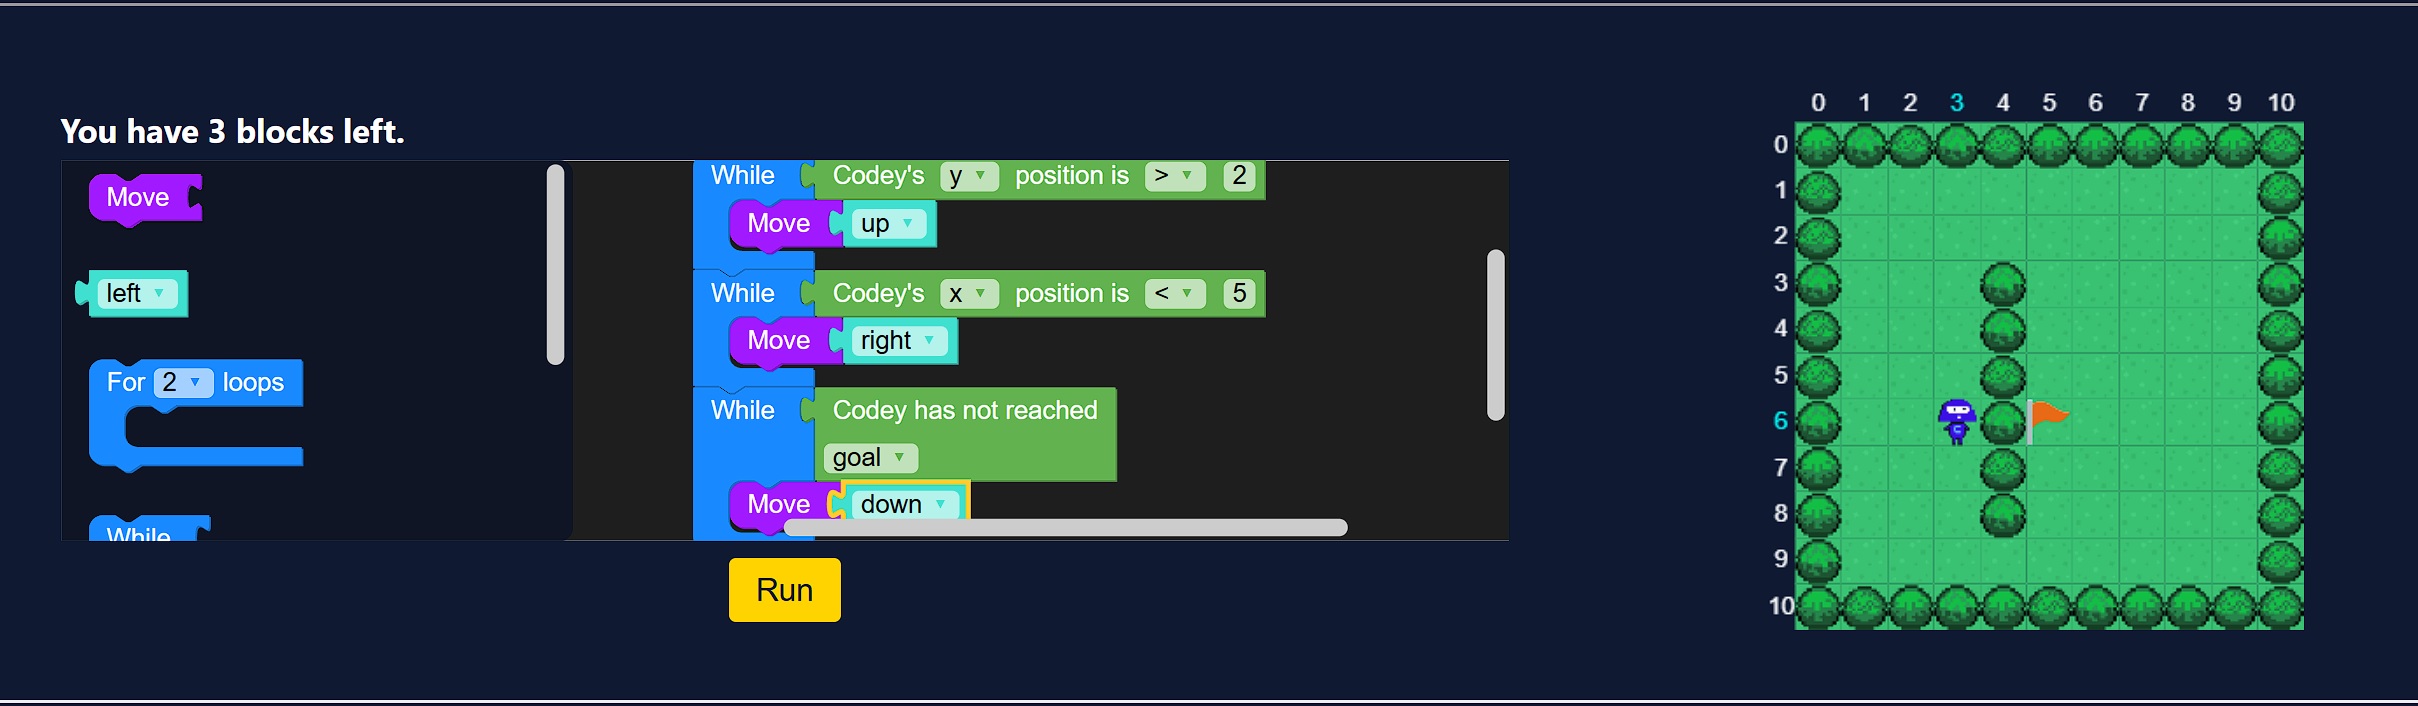 You have 3 blocks left.
Move
left
For 2 loops
While
While Codey's y position is > 2
Move up
While Codey's x position is < 5
Move right
While Codey has not reached
goal
Move down
Run
0 1 2 3 4 5 6 7 8 9 10
0
1
2
3
4
5
6
7
8
9
10